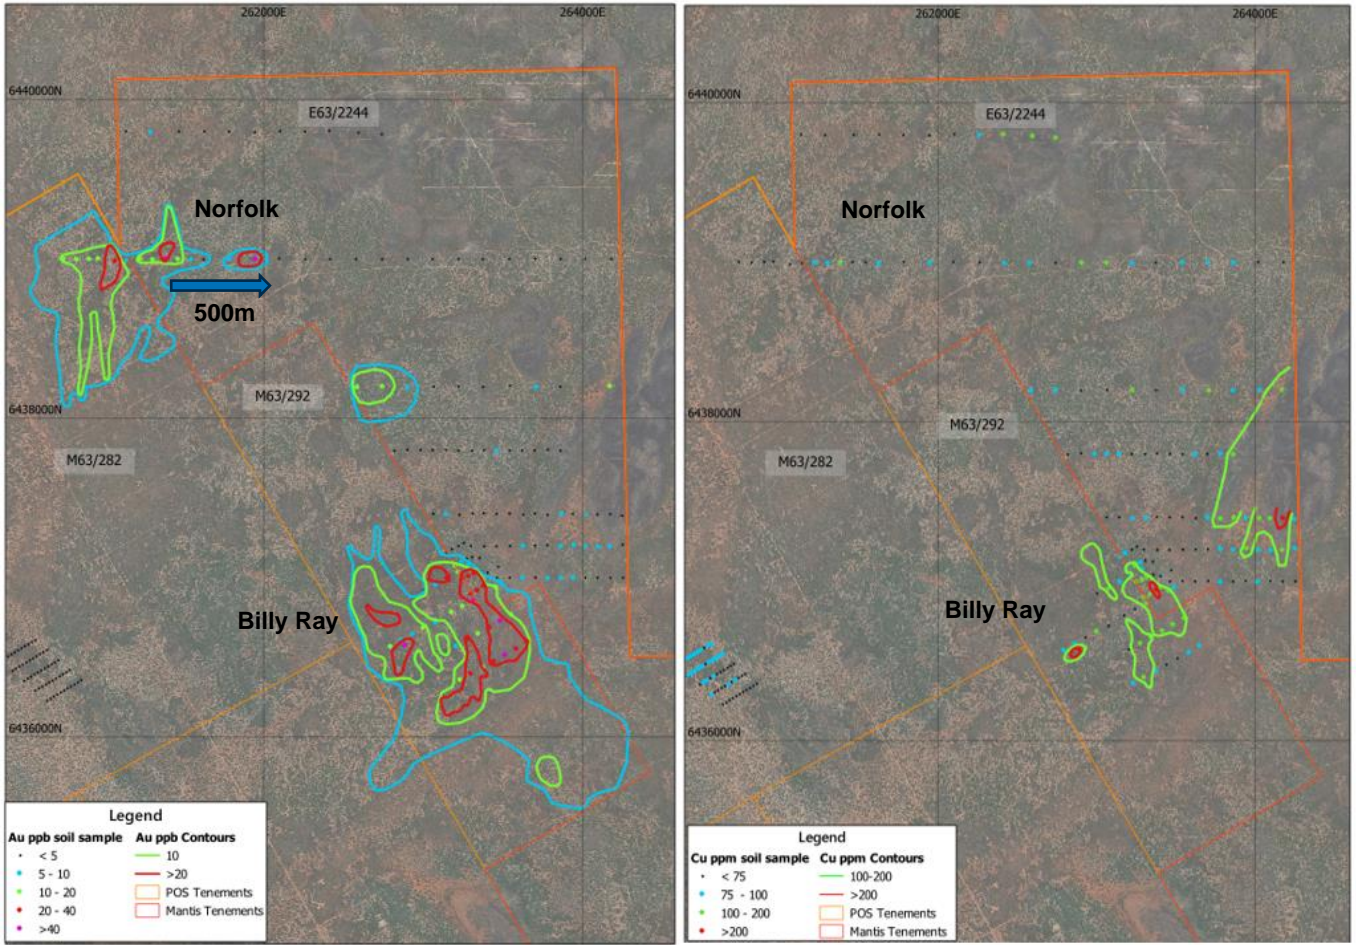 262000E
264000E
6440000N
E63/2244
Norfolk
500m
M63/292
6438000N
M63/282
Billy Ray
6436000N
Legend
Au ppb soil sample Au ppb Contours
< 5
10
5 - 10
>20
10 - 20
POS Tenements
20 - 40
Mantis Tenements
>40
262000E
264000E
6440000N
E63/2244
Norfolk
6438000N
M63/292
M63/282
Billy Ray
6436000N
Legend
Cu ppm soil sample Cu ppm Contours
< 75
100-200
75 - 100
>200
100 - 200
POS Tenements
>200
Mantis Tenements